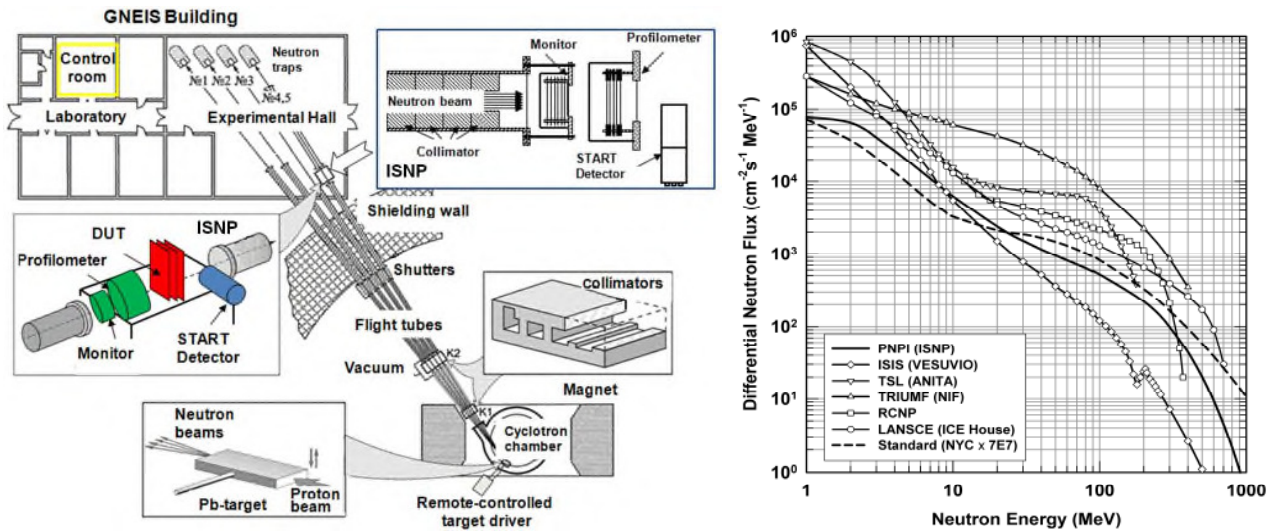 GNEIS Building
Control
room
Neutron
traps
№1
№2
№3
№4,5
Laboratory
Experimental Hall
Monitor
Profilometer
Neutron beam
Collimator
START
Detector
ISNP
Shielding wall
DUT
ISNP
Profilometer
Monitor
START
Detector
Shutters
Collimators
Flight tubes
K2
Vacuum
Magnet
K1
Cyclotron
chamber
Neutron
beams
Pb-target
Proton
beam
Remote-controlled
target driver
Differential Neutron Flux (cm⁻²s⁻¹ MeV⁻¹)
10⁶
10⁵
10⁴
10³
10²
10¹
10⁰
PNPI (ISNP)
ISIS (VESUVIO)
TSL (ANITA)
TRIUMF (NIF)
RCNP
LANSCE (ICE House)
Standard (NYC x 7E7)
1
10
100
1000
Neutron Energy (MeV)